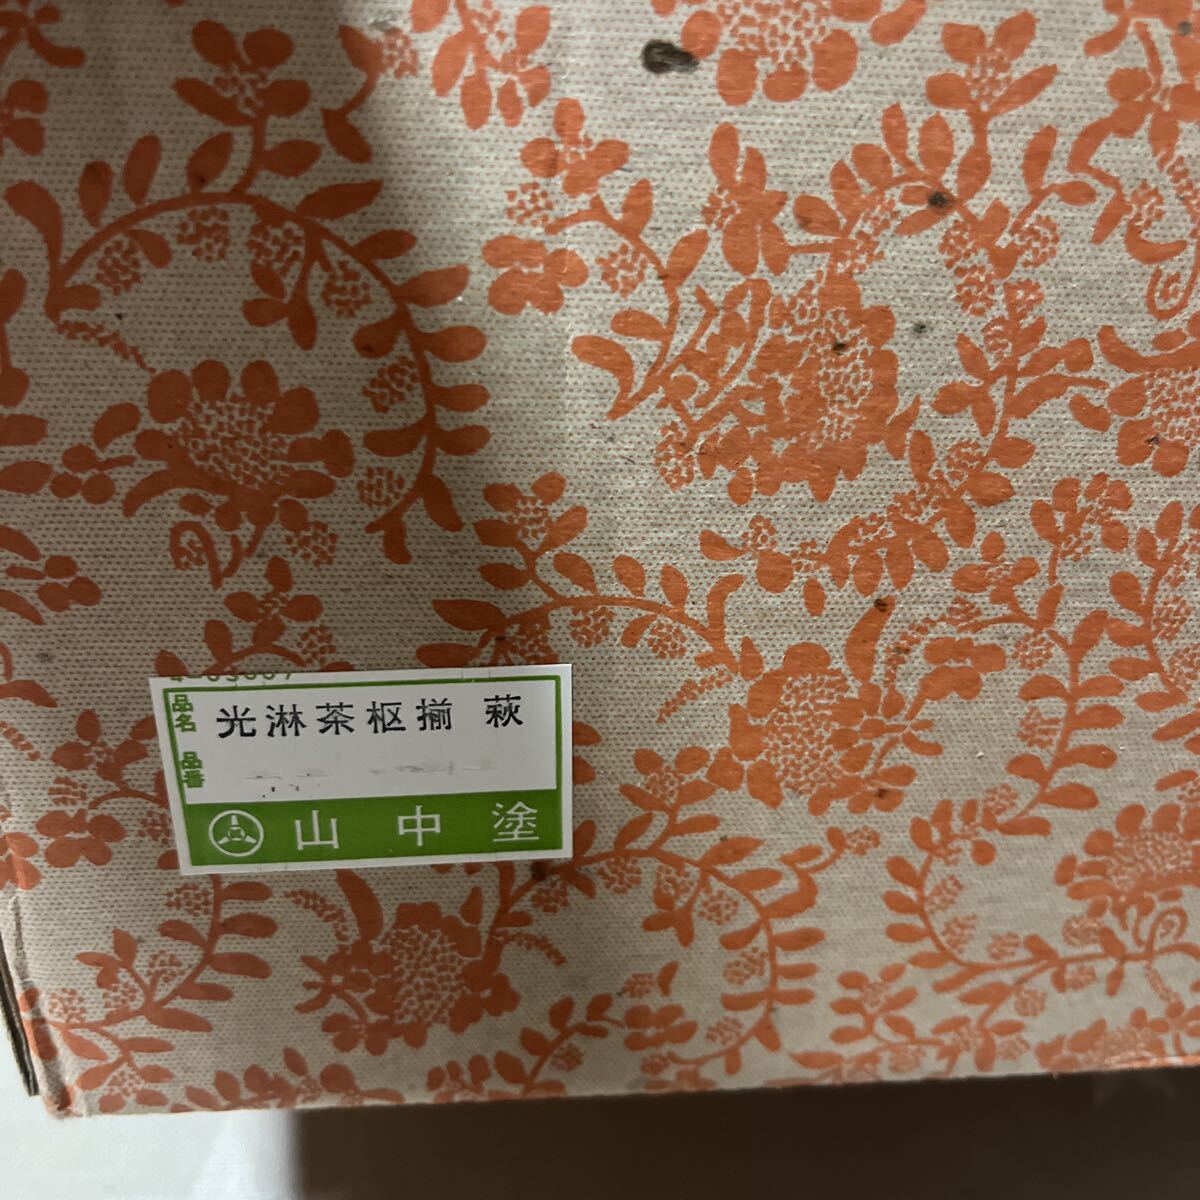 品名 光淋茶枢揃 萩
品番
山中塗